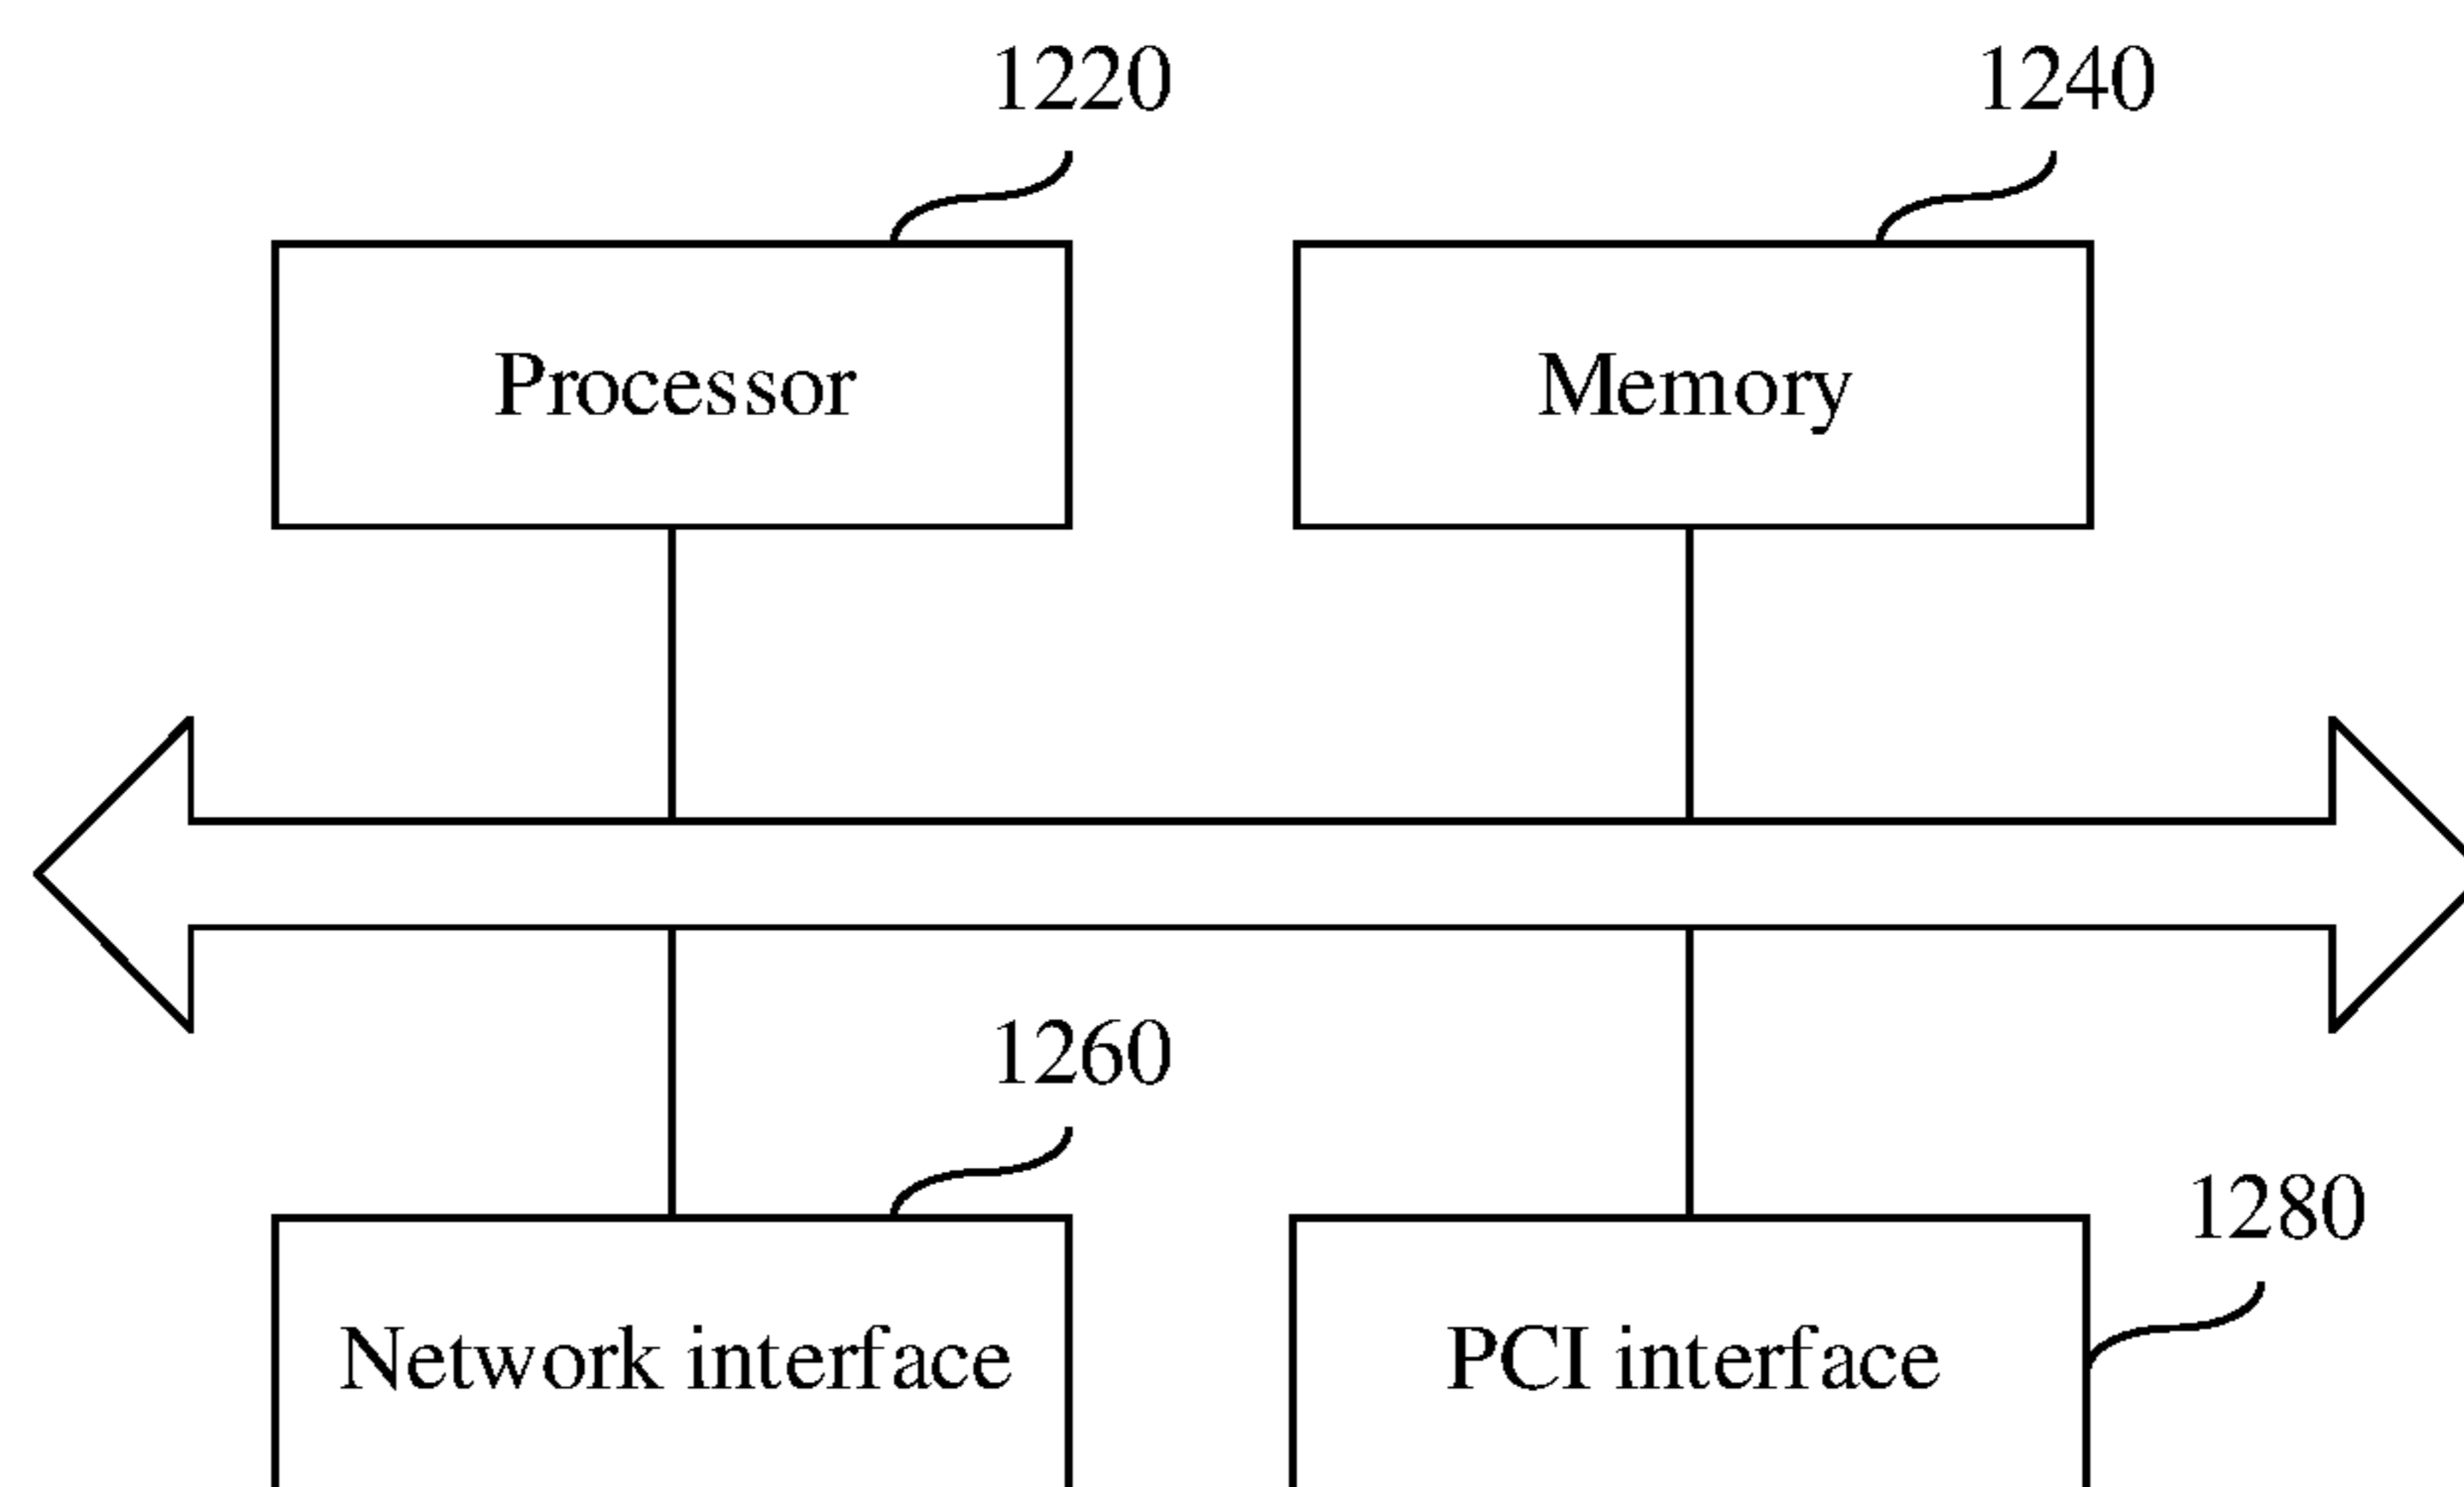 1220
1240
Processor
Memory
1260
1280
Network interface
PCI interface